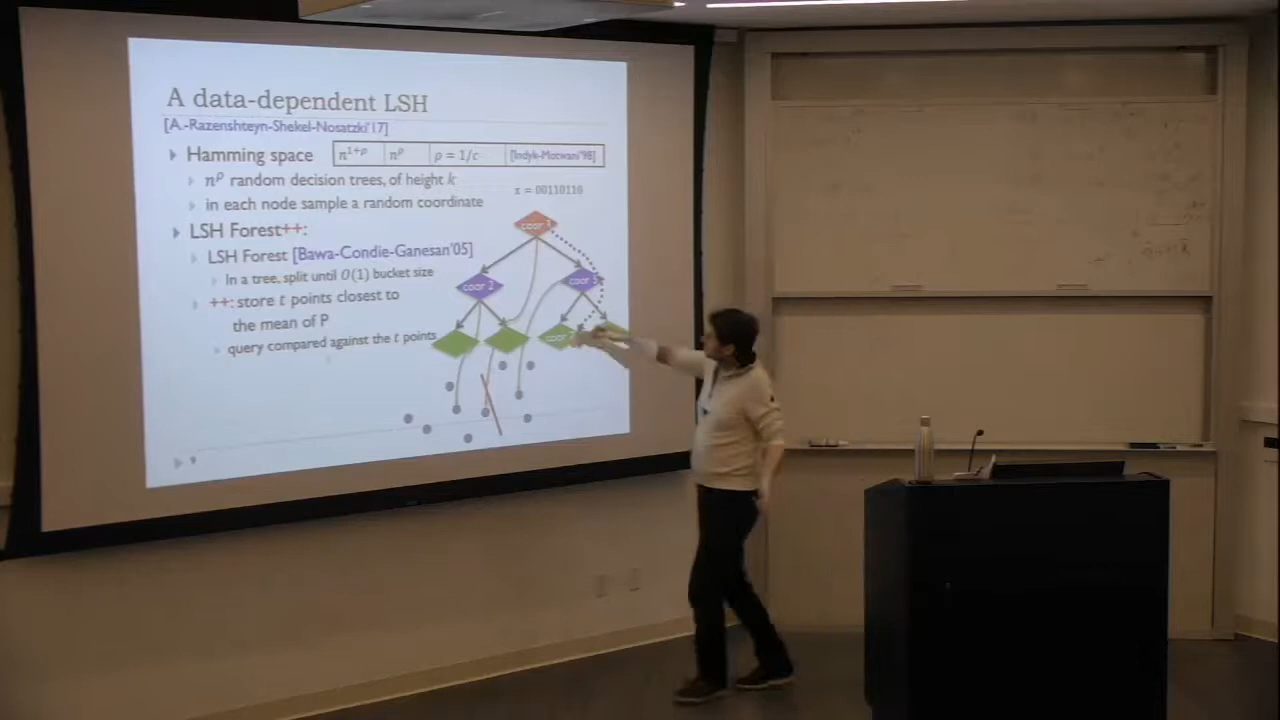 A data-dependent LSH
[A.-Razenshteyn-Shekel-Nosatzki'17]
Hamming space
n^{1+ρ} n^ρ ρ = 1/c [Indyk-Motwani'98]
n^ρ random decision trees, of height k
x = 00110110
in each node sample a random coordinate
LSH Forest++:
coor 3
LSH Forest [Bawa-Condie-Ganesan'05]
In a tree, split until O(1) bucket size
coor 2 coor 5
++: store t points closest to
the mean of P
query compared against the t points
coor 7
9